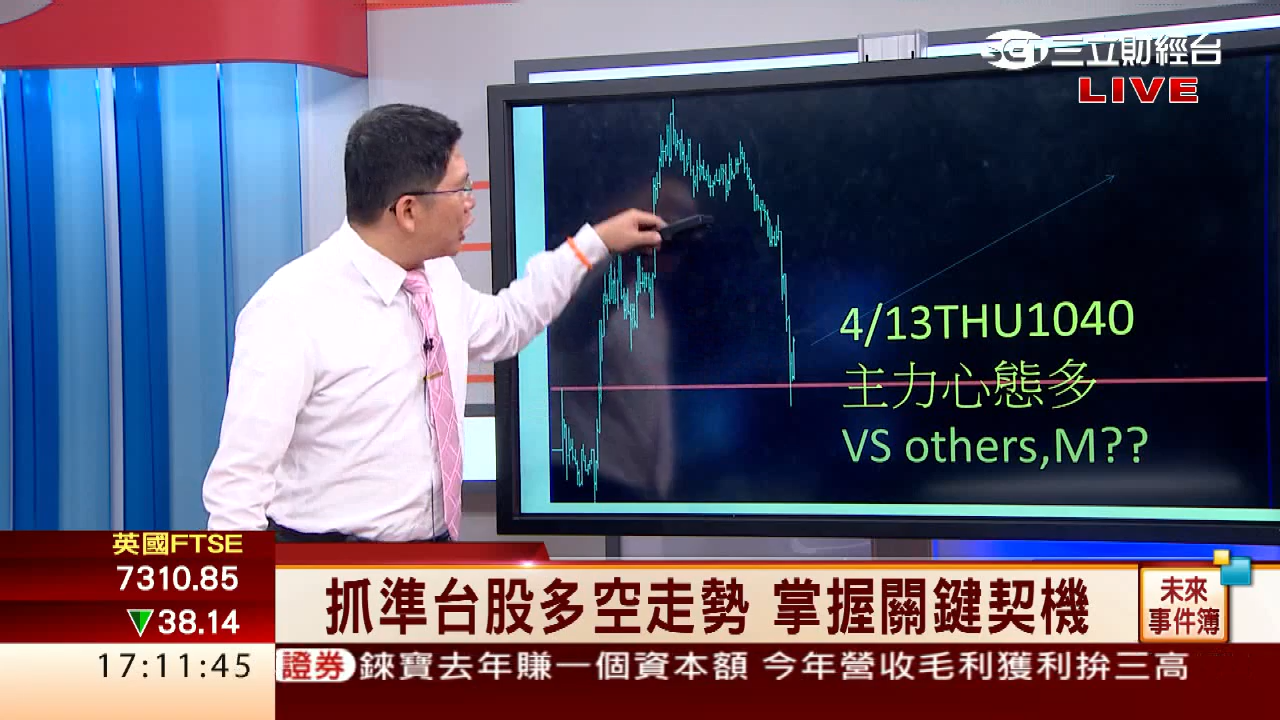 三立財經台
LIVE
4/13THU1040
主力心態多
VS others,M??
英國FTSE
7310.85
▼38.14
17:11:45
抓準台股多空走勢 掌握關鍵契機
未來
事件簿
證券 錸寶去年賺一個資本額 今年營收毛利獲利拚三高